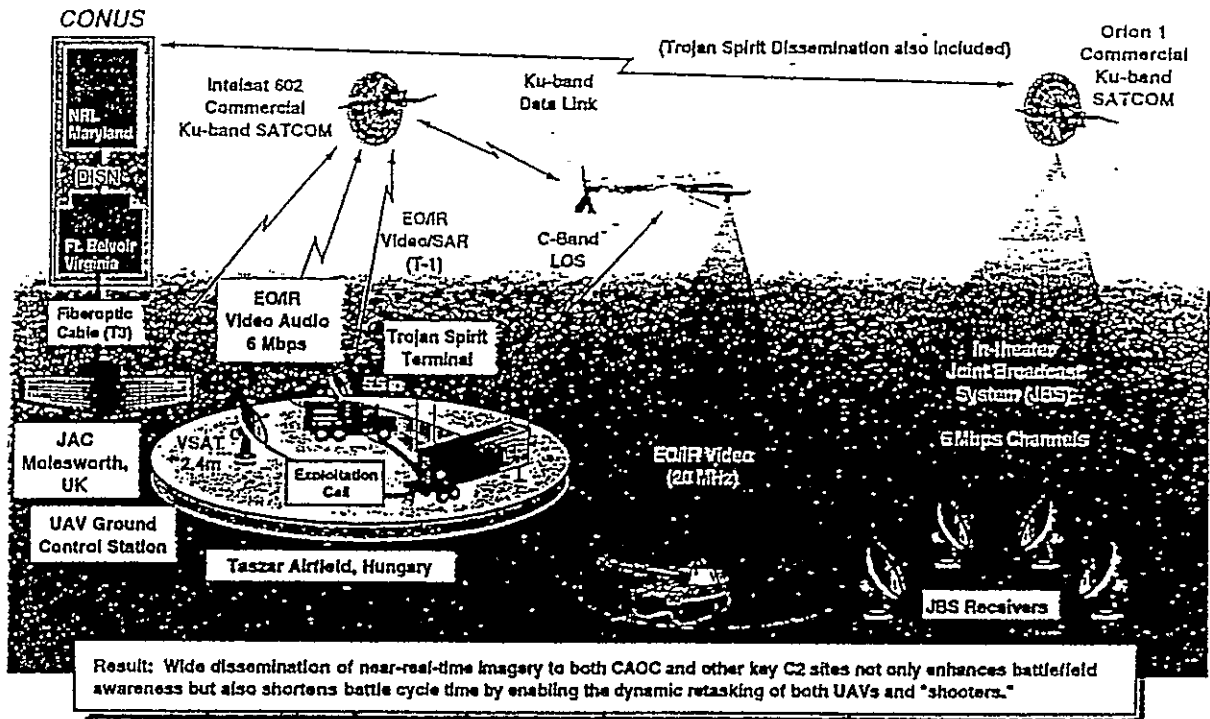 CONUS
NRL
Maryland
DISN
Ft. Belvoir
Virginia
Fiberoptic
Cable (T3)
JAC
Molesworth,
UK
UAV Ground
Control Station
Intelsat 602
Commercial
Ku-band SATCOM
Ku-band
Data Link
(Trojan Spirit Dissemination also included)
Orion 1
Commercial
Ku-band
SATCOM
EO/IR
Video/SAR
(T-1)
C-Band
LOS
EO/IR
Video Audio
6 Mbps
Trojan Spirit
Terminal
5.5m
VSAT
2.4m
Exploitation
Cell
Taszar Airfield, Hungary
EO/IR Video
(20 MHz)
In-theater
Joint Broadcast
System (JBS)
6 Mbps Channels
JBS Receivers
Result: Wide dissemination of near-real-time imagery to both CAOC and other key C2 sites not only enhances battlefield
awareness but also shortens battle cycle time by enabling the dynamic retasking of both UAVs and "shooters."